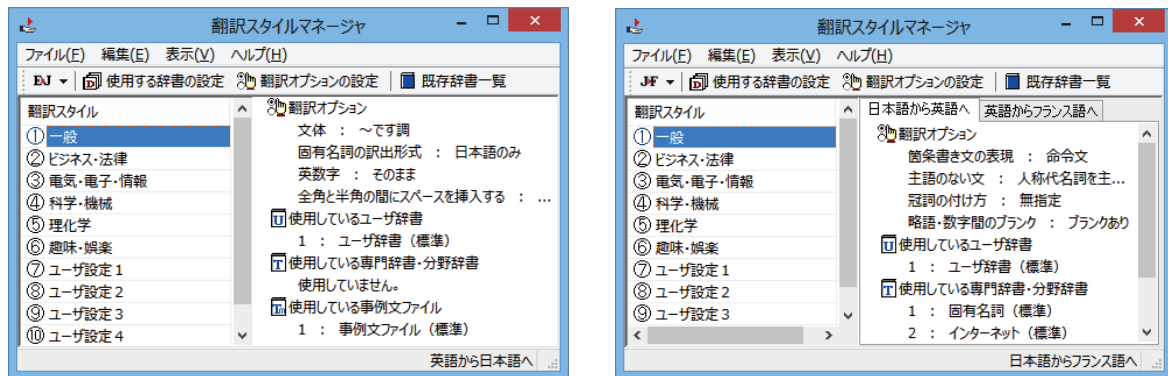 翻訳スタイルマネージャ
ファイル(F) 編集(E) 表示(V) ヘルプ(H)
EJ 使用する辞書の設定 翻訳オプションの設定 既存辞書一覧
翻訳スタイル
① 一般
② ビジネス・法律
③ 電気・電子・情報
④ 科学・機械
⑤ 理化学
⑥ 趣味・娯楽
⑦ ユーザ設定 1
⑧ ユーザ設定 2
⑨ ユーザ設定 3
⑩ ユーザ設定 4
翻訳オプション
文体 : ~です調
固有名詞の訳出形式 : 日本語のみ
英数字 : そのまま
全角と半角の間にスペースを挿入する : ...
U 使用しているユーザ辞書
1 : ユーザ辞書（標準）
T 使用している専門辞書・分野辞書
使用していません。
Tm 使用している事例文ファイル
1 : 事例文ファイル（標準）
英語から日本語へ
翻訳スタイルマネージャ
ファイル(F) 編集(E) 表示(V) ヘルプ(H)
JF 使用する辞書の設定 翻訳オプションの設定 既存辞書一覧
翻訳スタイル
① 一般
② ビジネス・法律
③ 電気・電子・情報
④ 科学・機械
⑤ 理化学
⑥ 趣味・娯楽
⑦ ユーザ設定 1
⑧ ユーザ設定 2
⑨ ユーザ設定 3
日本語から英語へ 英語からフランス語へ
翻訳オプション
箇条書き文の表現 : 命令文
主語のない文 : 人称代名詞を主...
冠詞の付け方 : 無指定
略語・数字間のブランク : ブランクあり
U 使用しているユーザ辞書
1 : ユーザ辞書（標準）
T 使用している専門辞書・分野辞書
1 : 固有名詞（標準）
2 : インターネット（標準）
日本語からフランス語へ